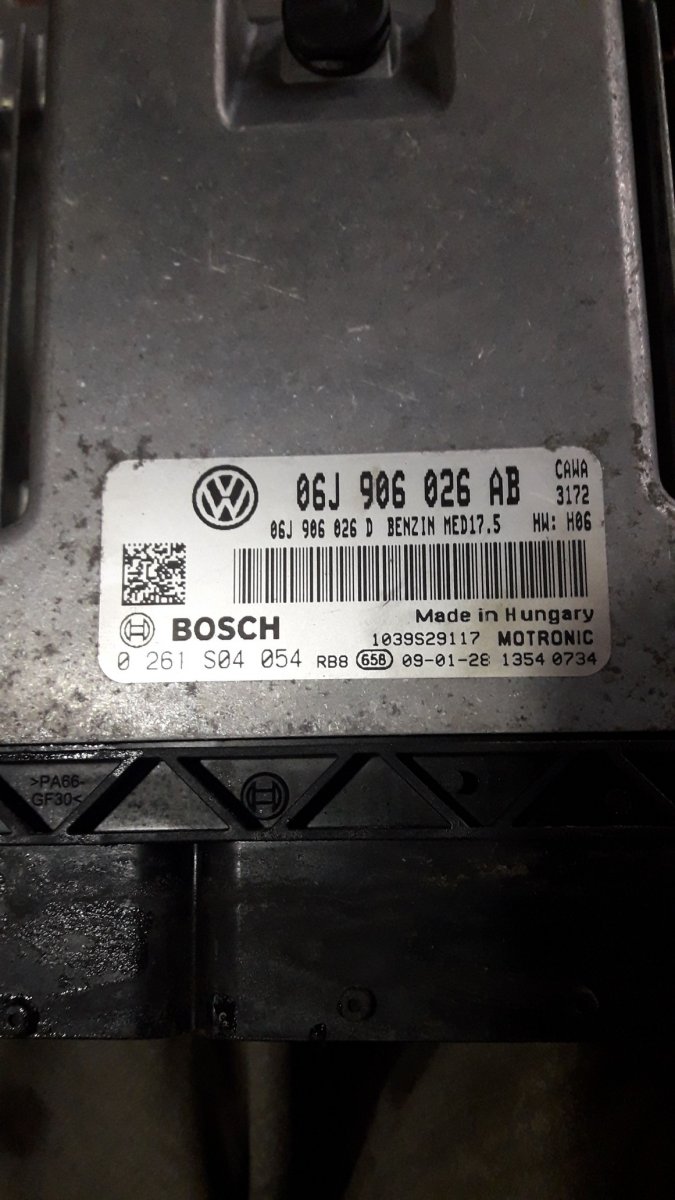 06J 906 026 AB CAWA
3172
06J 906 026 D BENZIN MED17.5 HW: H06
Made in Hungary
BOSCH 1039S29117 MOTRONIC
0 261 S04 054 RB8 658 09-01-28 1354 0734
>PA66-
GF30<